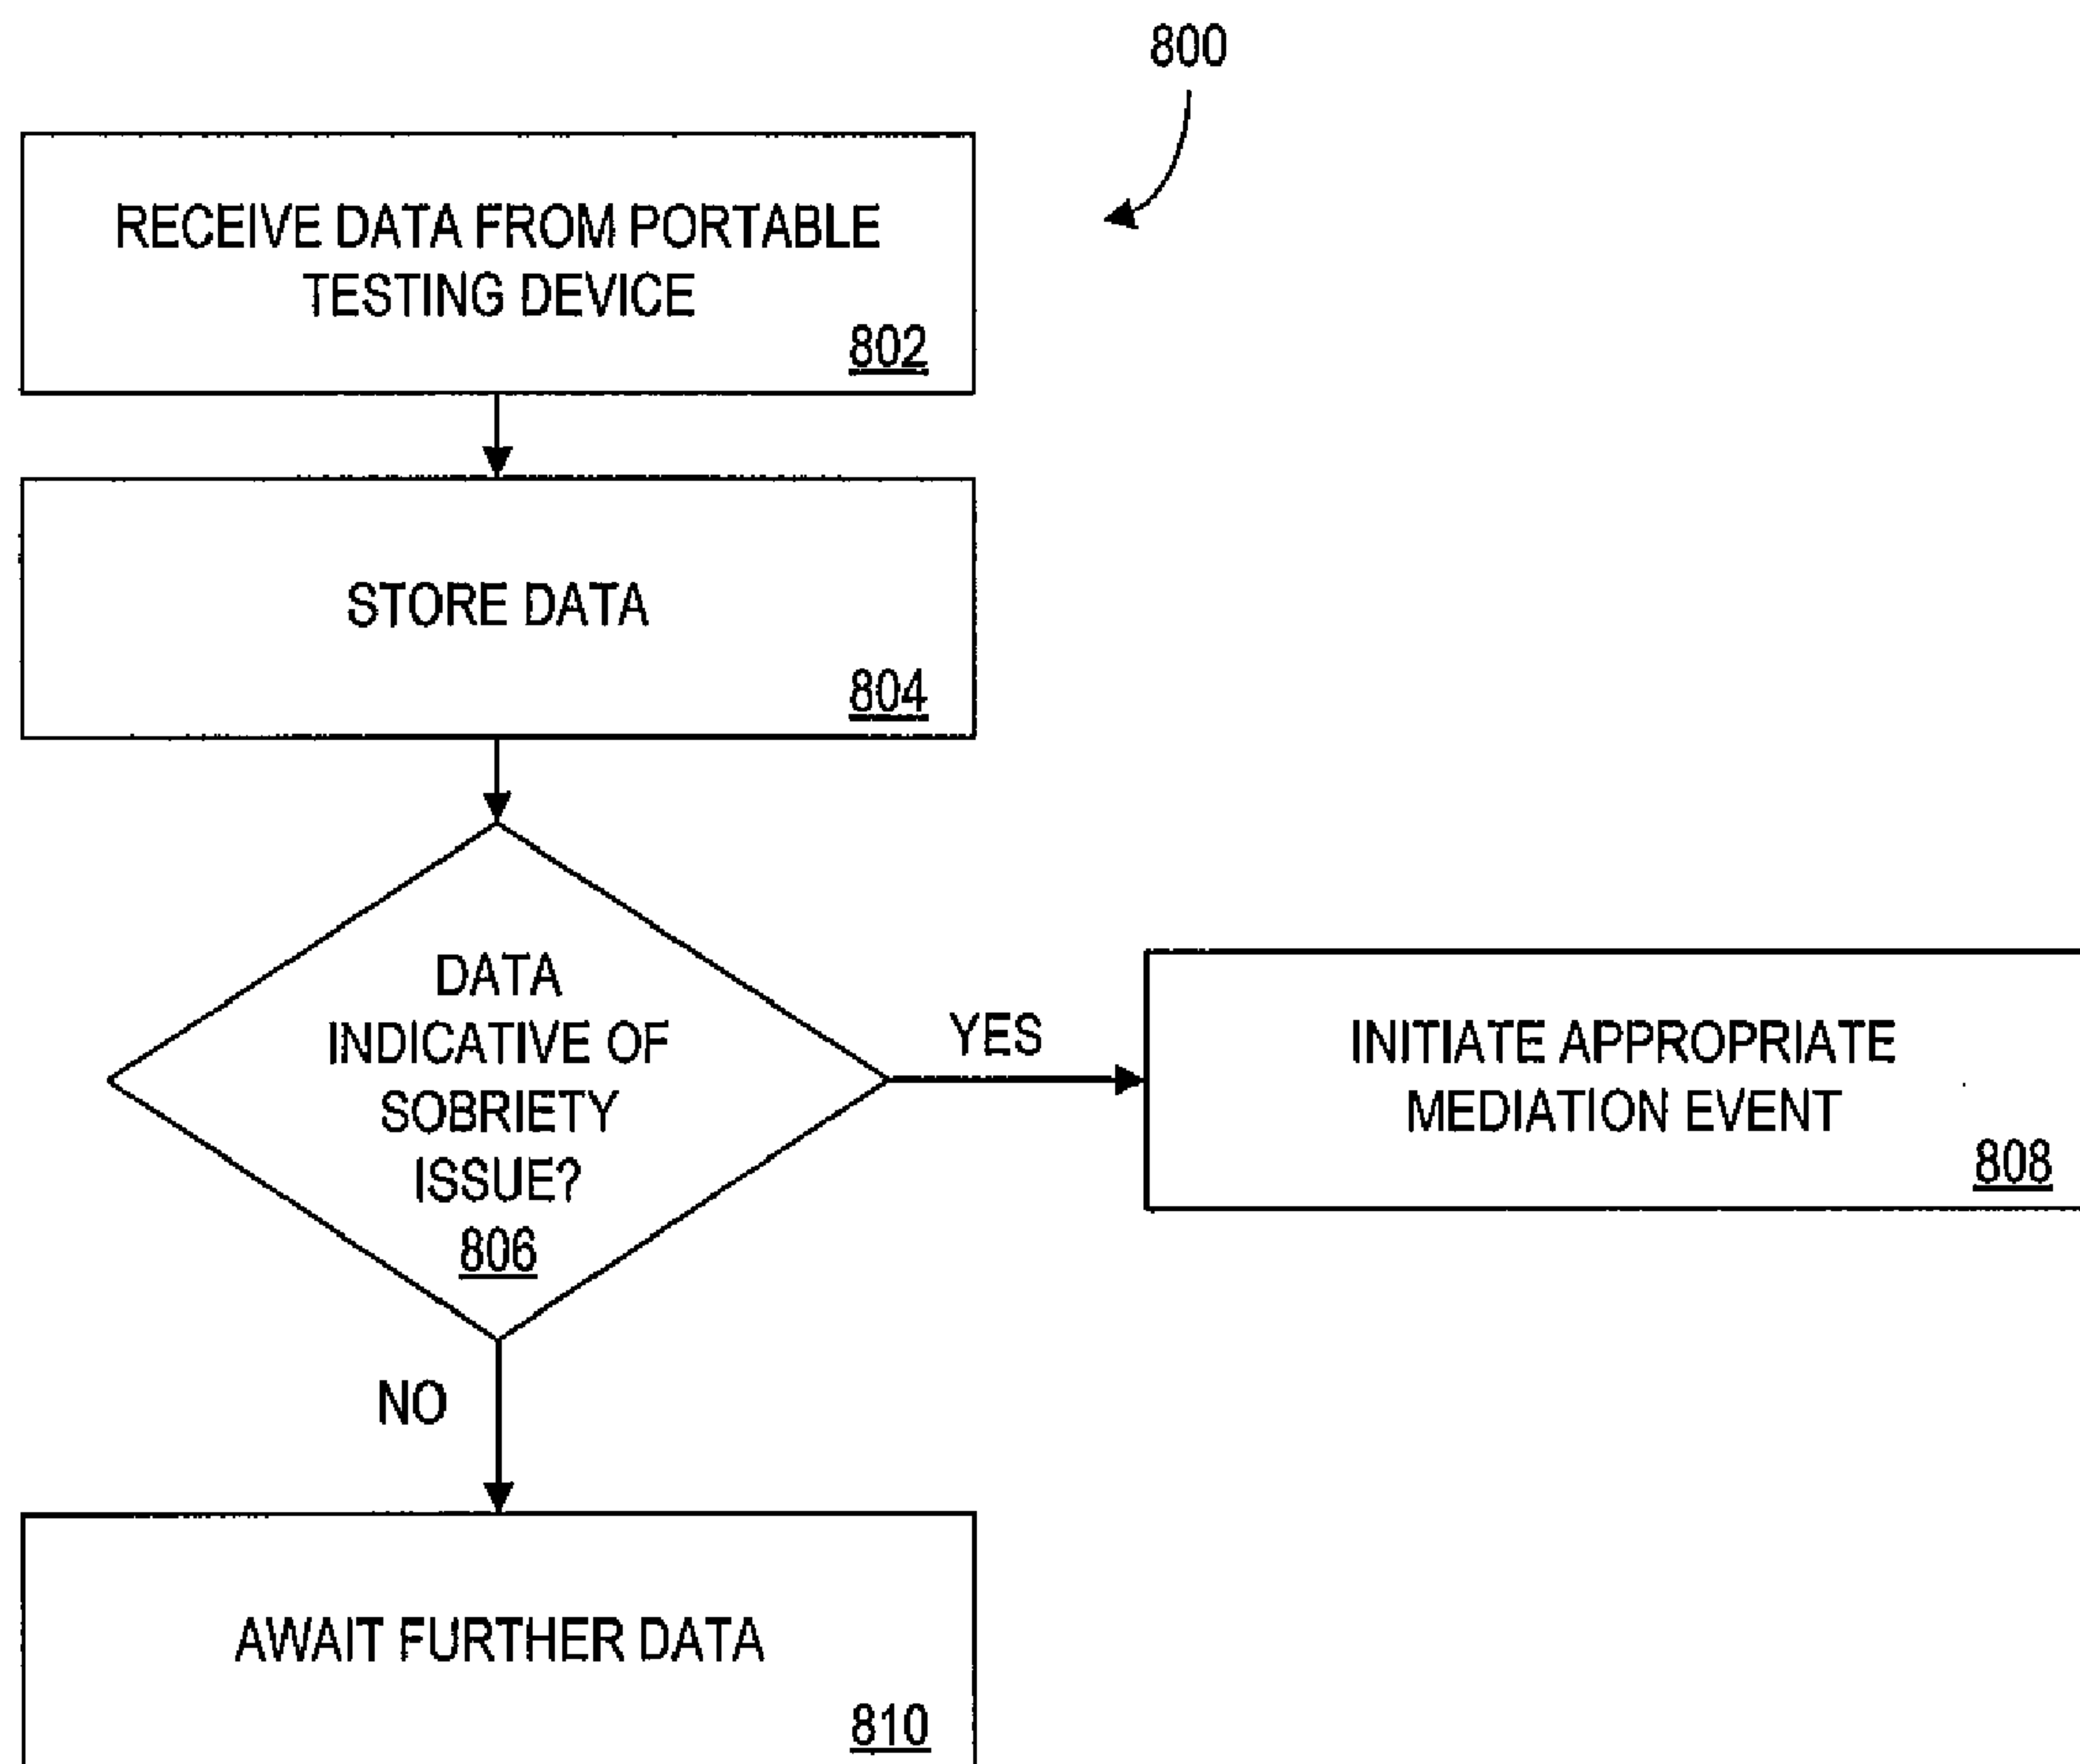 800
RECEIVE DATA FROM PORTABLE
TESTING DEVICE
802
STORE DATA
804
DATA
INDICATIVE OF
SOBRIETY
ISSUE?
806
YES
INITIATE APPROPRIATE
MEDIATION EVENT
808
NO
AWAIT FURTHER DATA
810